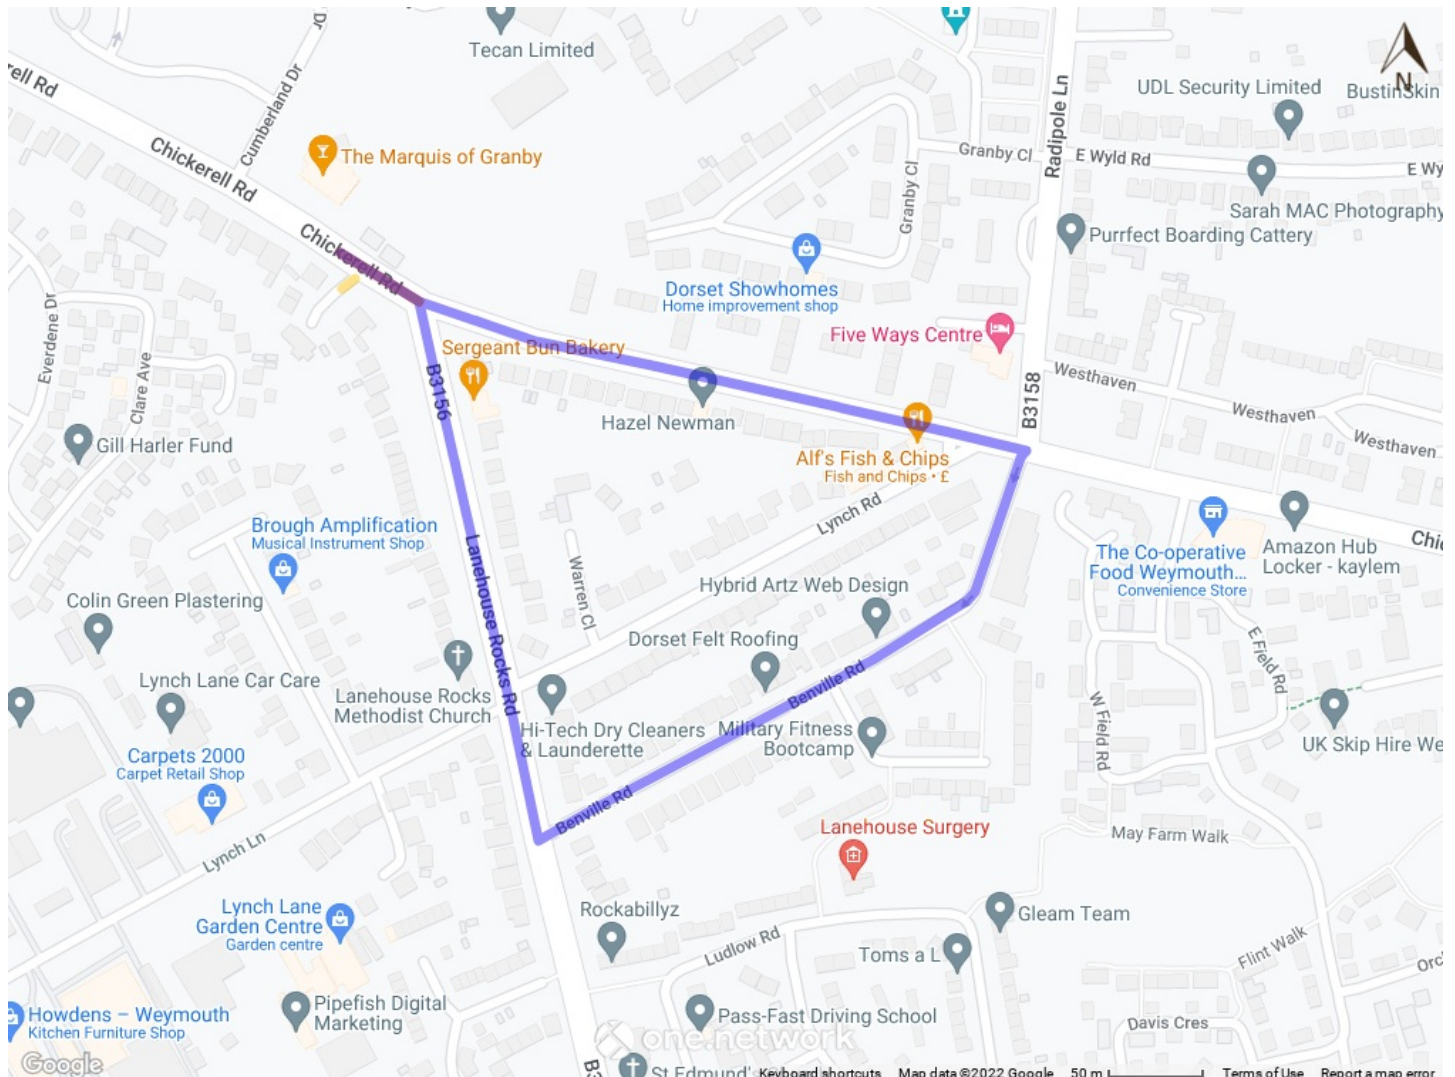 Tecan Limited
Cumberland Dr
Dr
Radipole Ln
N
UDL Security Limited
BustinSkin
rell Rd
Chickerell Rd
The Marquis of Granby
Granby Cl
E Wyld Rd
E Wy
Granby Cl
Sarah MAC Photography
Purrfect Boarding Cattery
Chickerell Rd
Dorset Showhomes
Home improvement shop
Everdene Dr
Clare Ave
Sergeant Bun Bakery
Five Ways Centre
B3158
Westhaven
Westhaven
Westhaven
B3156
Hazel Newman
Gill Harler Fund
Alf's Fish & Chips
Fish and Chips • £
Lynch Rd
Brough Amplification
Musical Instrument Shop
Warren Cl
Lanehouse Rocks Rd
The Co-operative
Food Weymouth...
Convenience Store
Amazon Hub
Locker - kaylem
Chic
Hybrid Artz Web Design
Colin Green Plastering
Dorset Felt Roofing
E Field Rd
Lynch Lane Car Care
Lanehouse Rocks
Methodist Church
Benville Rd
W Field Rd
Hi-Tech Dry Cleaners
& Launderette
Military Fitness
Bootcamp
UK Skip Hire We
Carpets 2000
Carpet Retail Shop
Benville Rd
Lanehouse Surgery
May Farm Walk
Lynch Ln
Lynch Lane
Garden Centre
Garden centre
Rockabillyz
Gleam Team
Ludlow Rd
Toms a L
Flint Walk
Orc
Howdens – Weymouth
Kitchen Furniture Shop
Pipefish Digital
Marketing
Pass-Fast Driving School
Davis Cres
one.network
Google
B3
St Edmund's
Keyboard shortcuts
Map data ©2022 Google
50 m
Terms of Use
Report a map error